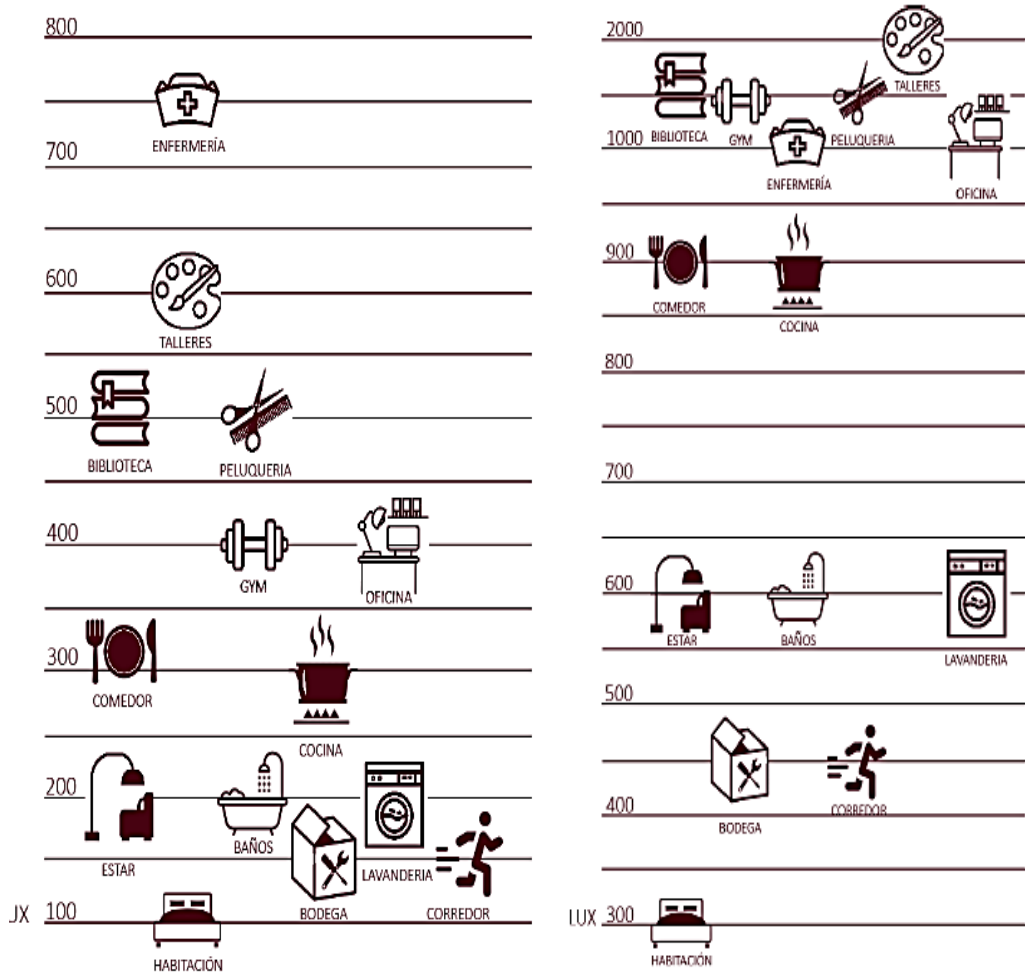 800
ENFERMERÍA
700
600
TALLERES
500
BIBLIOTECA PELUQUERIA
400
GYM OFICINA
300
COMEDOR
COCINA
200
ESTAR BAÑOS LAVANDERIA
JX 100 BODEGA CORREDOR
HABITACIÓN
2000
TALLERES
1000 BIBLIOTECA GYM PELUQUERIA
ENFERMERÍA OFICINA
900
COMEDOR
COCINA
800
700
600
ESTAR BAÑOS
LAVANDERIA
500
400
CORREDOR
BODEGA
LUX 300
HABITACIÓN